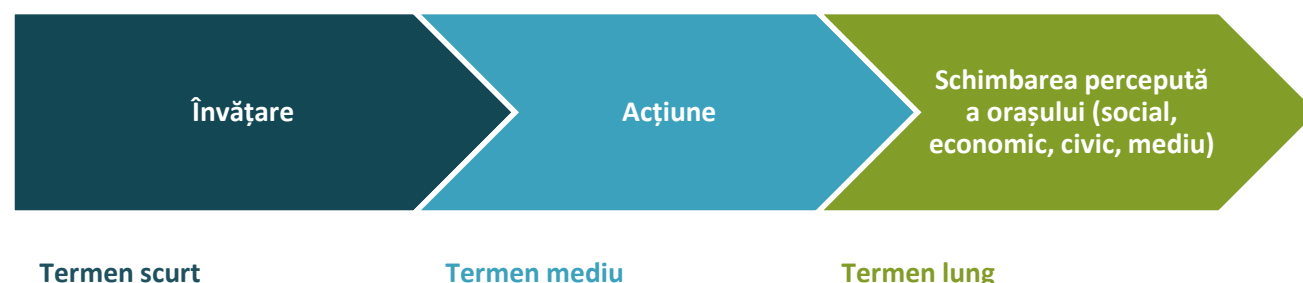 Învățare
Acțiune
Schimbarea percepută
a orașului (social,
economic, civic, mediu)
Termen scurt
Termen mediu
Termen lung